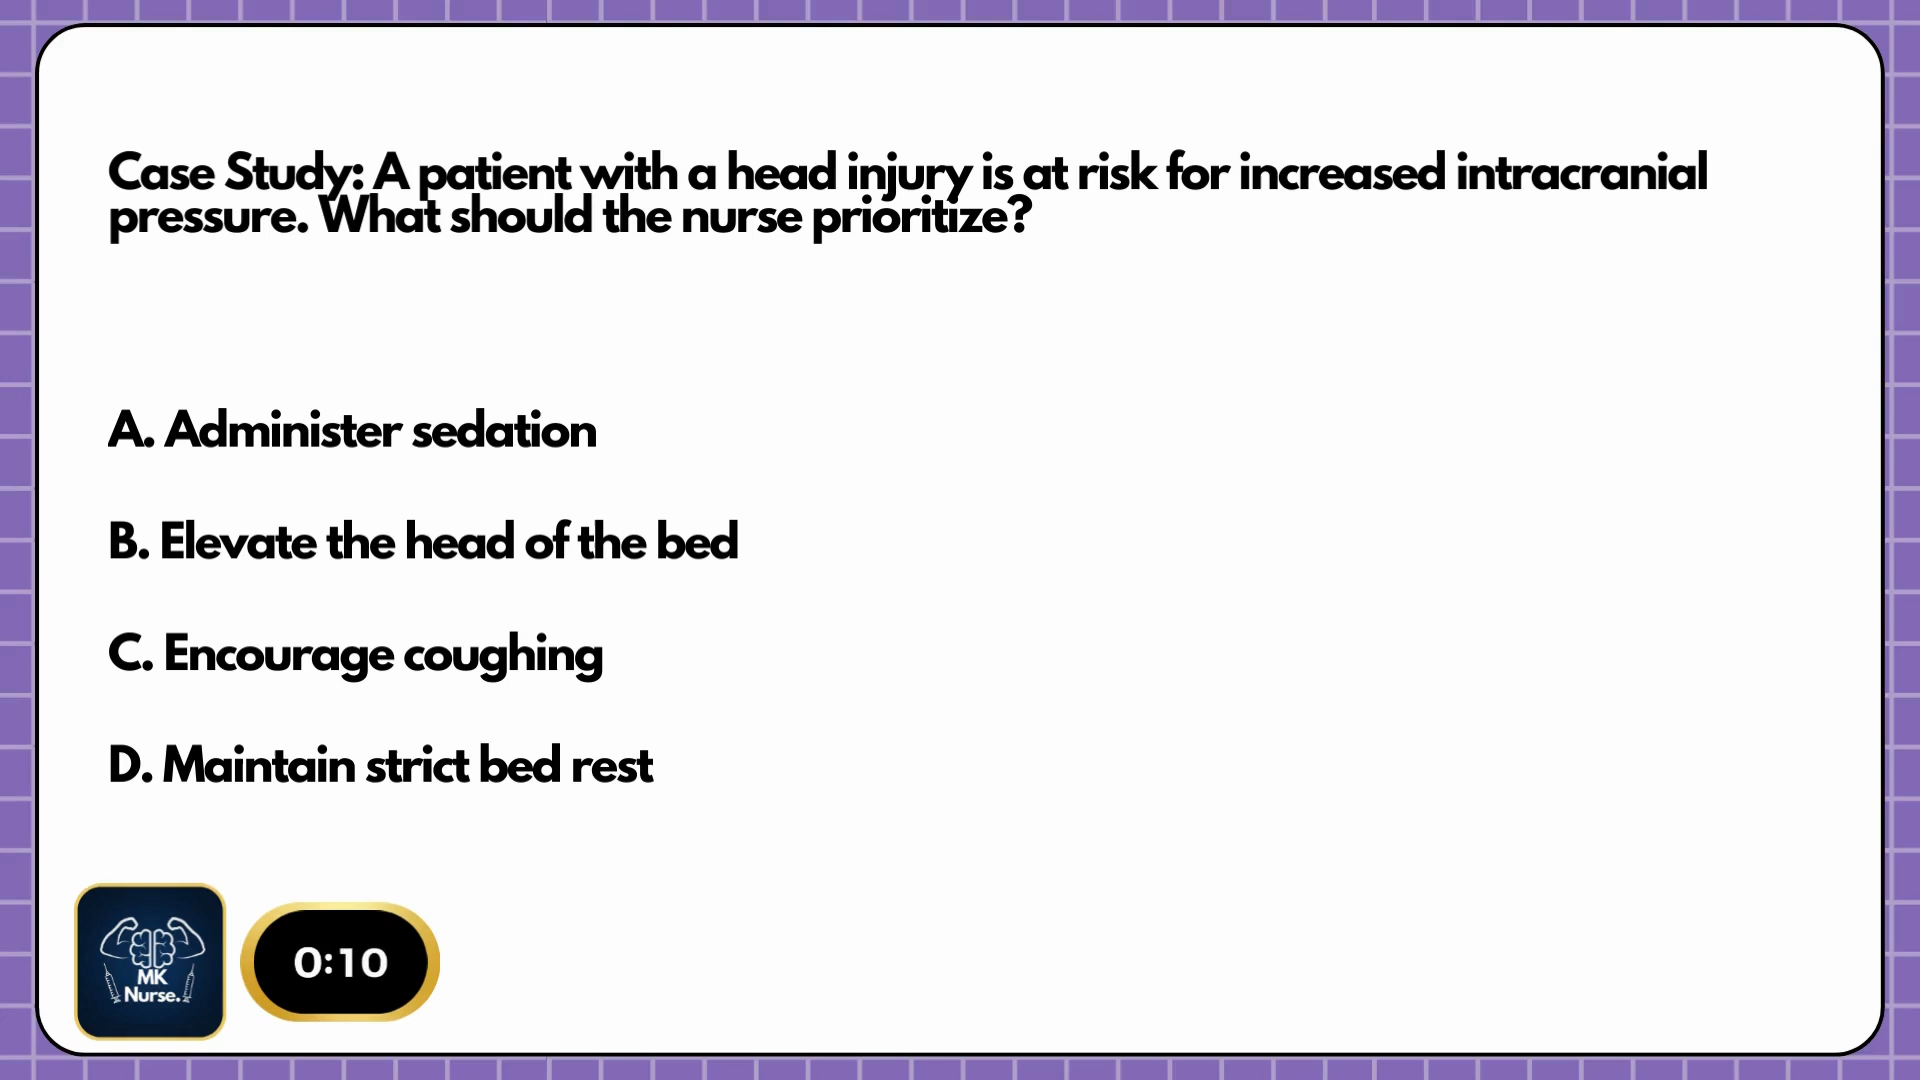 Case Study: A patient with a head injury is at risk for increased intracranial
pressure. What should the nurse prioritize?
A. Administer sedation
B. Elevate the head of the bed
C. Encourage coughing
D. Maintain strict bed rest
MK
Nurse.
0:10